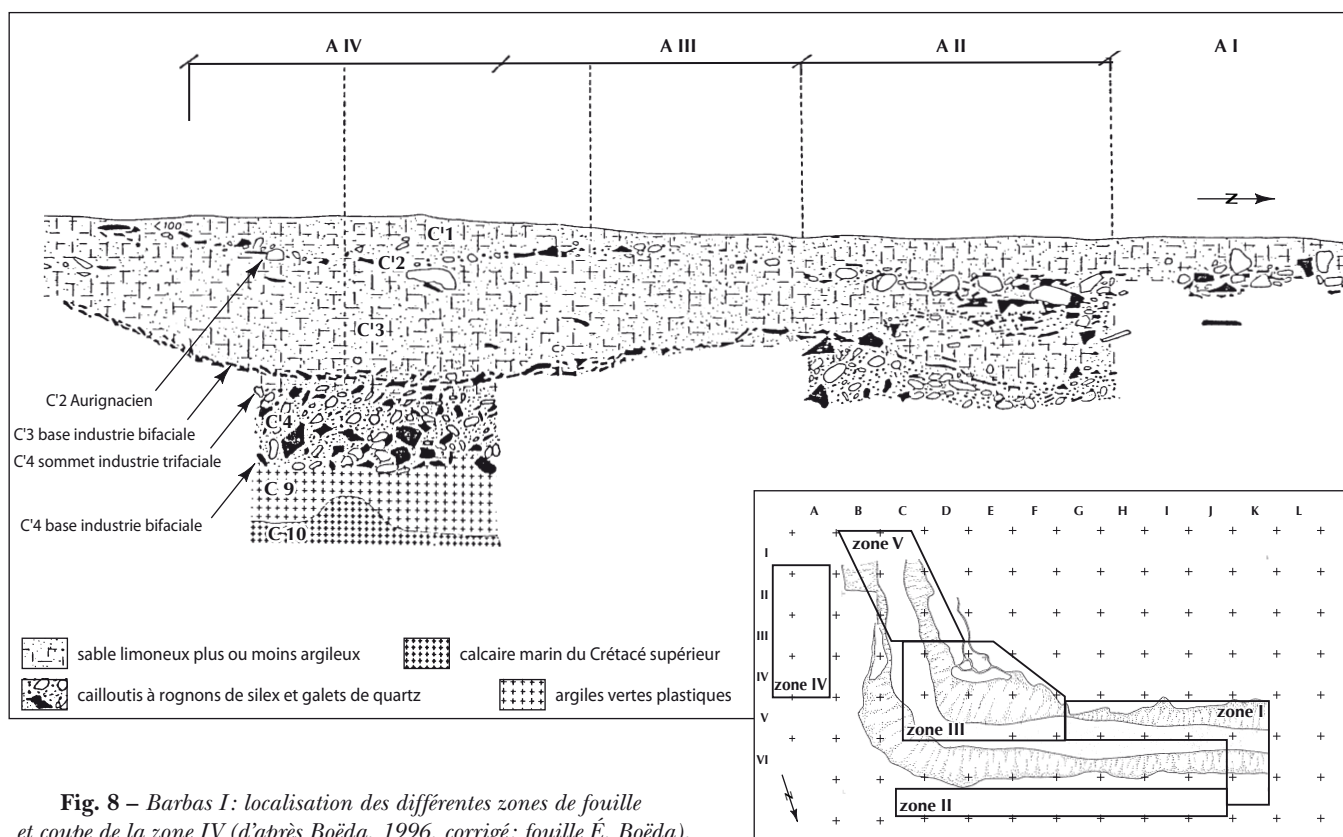 A IV A III A II A I
N
<100
C'1
C'2
C'3
C'2 Aurignacien
C'3 base industrie bifaciale
C'4 sommet industrie trifaciale
C'4 base industrie bifaciale
C 4
C 9
C 10
sable limoneux plus ou moins argileux
calcaire marin du Crétacé supérieur
cailloutis à rognons de silex et galets de quartz
argiles vertes plastiques
A B C D E F G H I J K L
I
II
III
IV
V
VI
zone V
zone IV
zone III
zone I
zone II
N
Fig. 8 – Barbas I : localisation des différentes zones de fouille
et coupe de la zone IV (d'après Boëda, 1996, corrigé ; fouille É. Boëda).